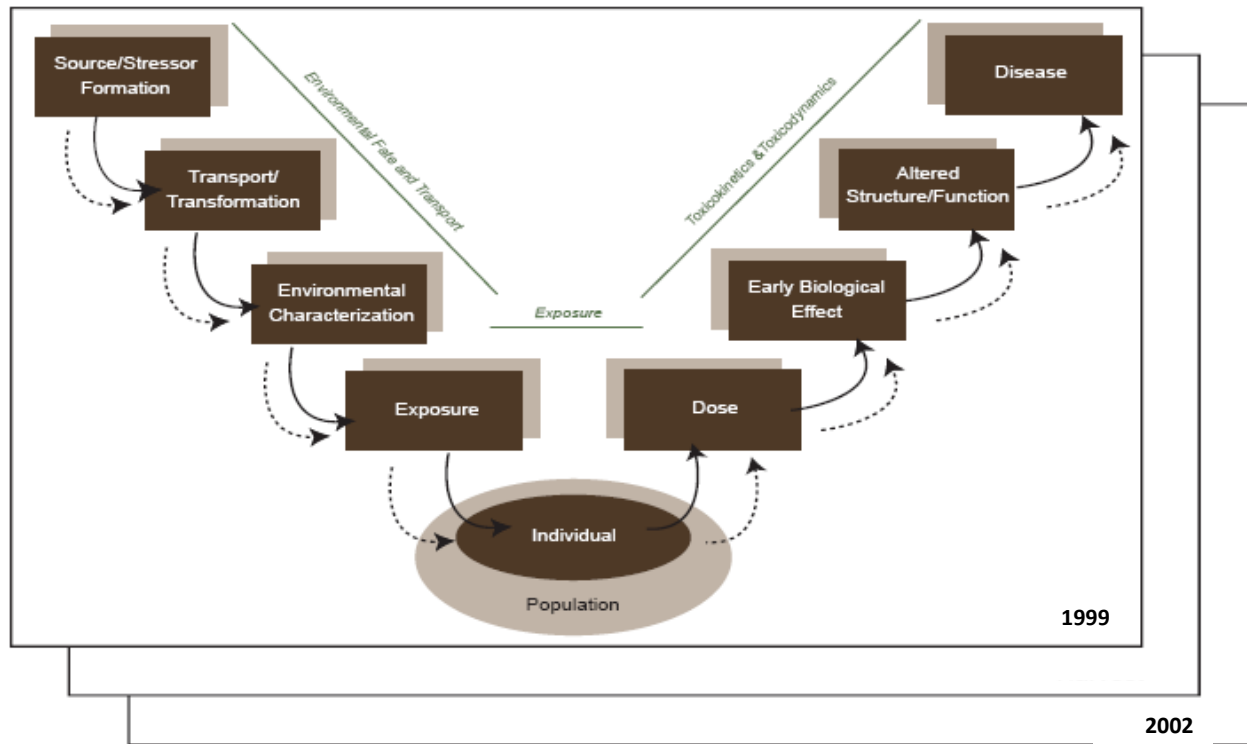 Source/Stressor
Formation
Transport/
Transformation
Environmental
Characterization
Exposure
Individual
Population
Dose
Early Biological
Effect
Altered
Structure/Function
Disease
Environmental Fate and Transport
Exposure
Toxicokinetics &Toxicodynamics
1999
2002